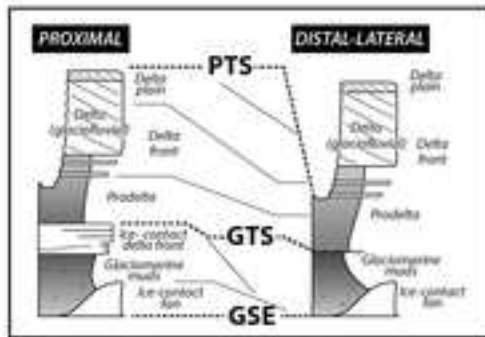 PROXIMAL
DISTAL-LATERAL
PTS
Delta
plain
Delta
(glaciofluvial)
Delta
front
Prodelta
Ice-contact
delta front
GTS
Glaciomarine
muds
Ice-contact
fan
GSE
Delta
plain
Delta
(glaciofluvial)
Delta
front
Prodelta
Glaciomarine
muds
Ice-contact
fan